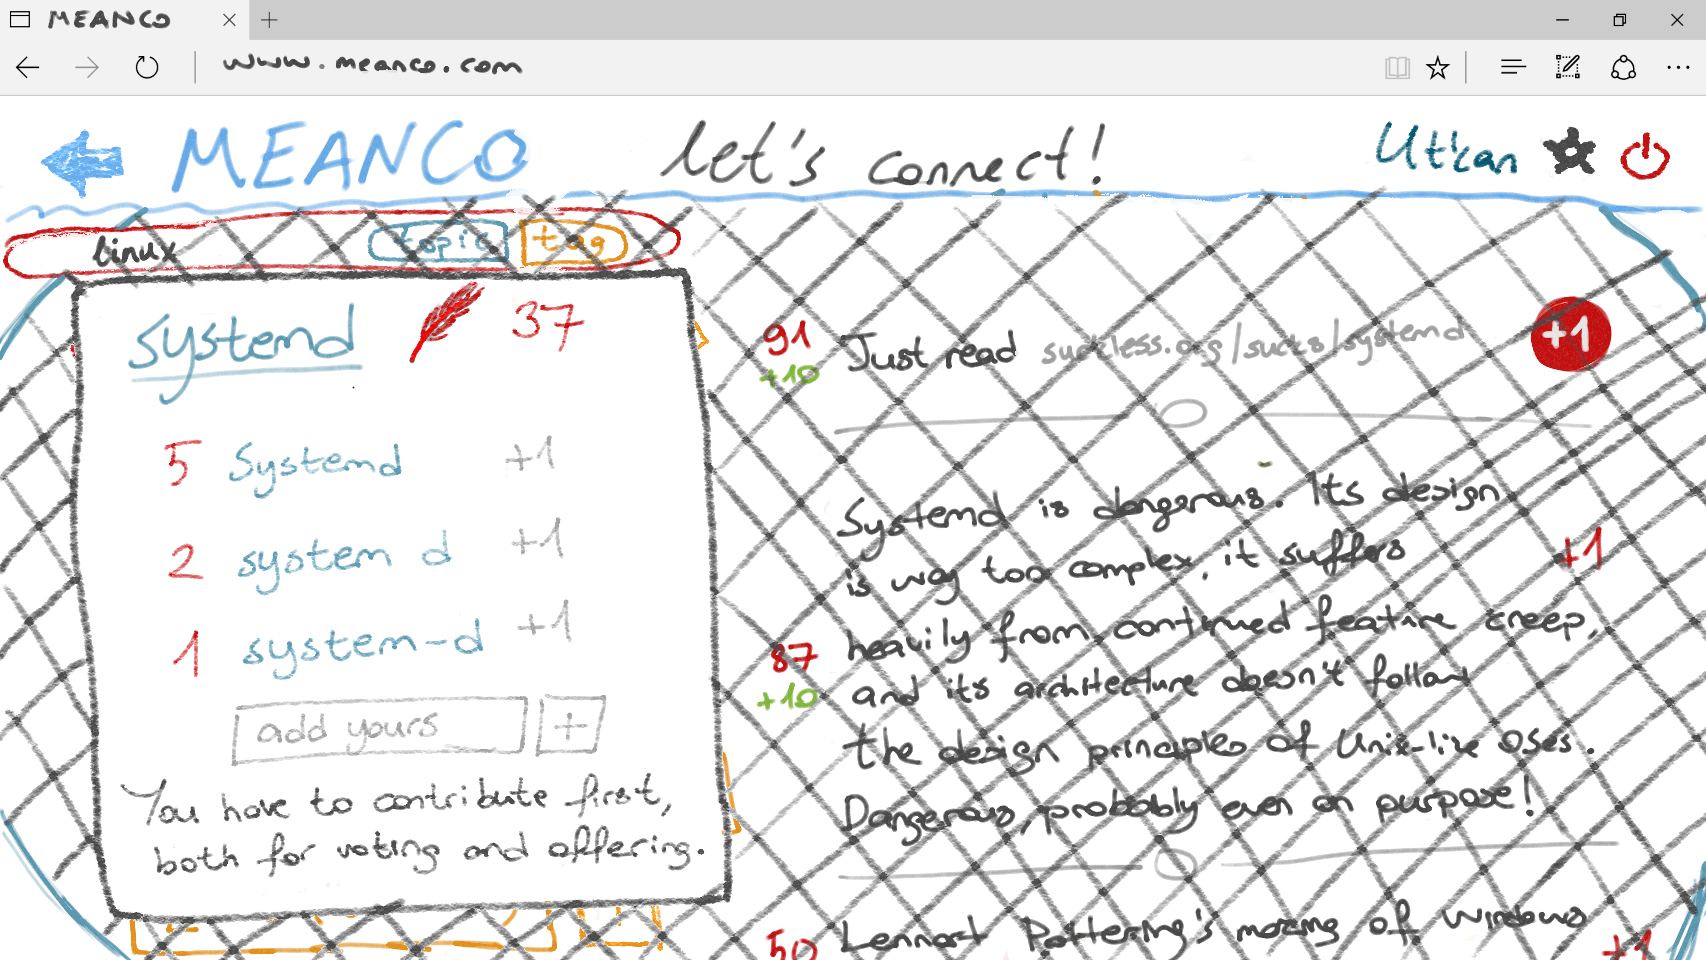 MEANCO
www.meanco.com
MEANCO let's connect! Utkan
linux topic tag
systemd 37
5 Systemd +1
2 system d +1
1 system-d +1
add yours +
You have to contribute first,
both for voting and offering.
91 Just read suckless.org/sucks/systemd +1
+10
Systemd is dangerous. Its design
is way too complex, it suffers +1
heavily from continued feature creep,
87
+10 and its architecture doesn't follow
the design principles of Unix-like OSes.
Dangerous, probably even on purpose!
50 Lennart Pottering's making of windows +1